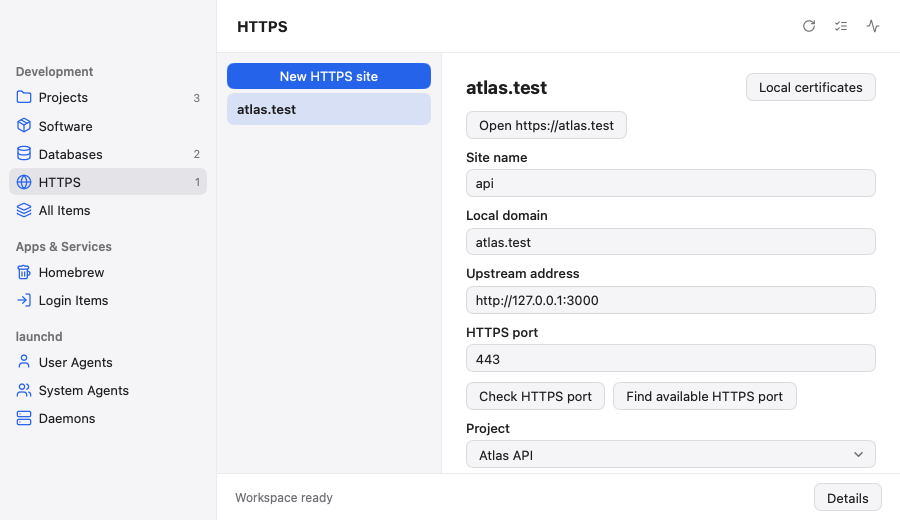 HTTPS
Development
Projects 3
Software
Databases 2
HTTPS 1
All Items
Apps & Services
Homebrew
Login Items
launchd
User Agents
System Agents
Daemons
New HTTPS site
atlas.test
atlas.test
Local certificates
Open https://atlas.test
Site name
api
Local domain
atlas.test
Upstream address
http://127.0.0.1:3000
HTTPS port
443
Check HTTPS port Find available HTTPS port
Project
Atlas API
Workspace ready
Details